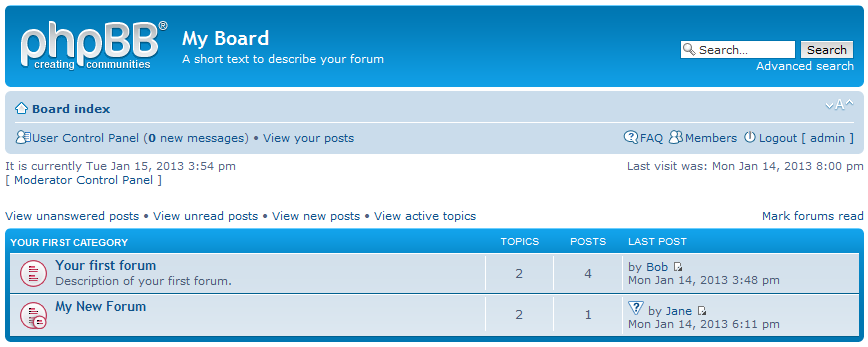 phpBB®
creating communities
My Board
A short text to describe your forum
Search...
Search
Advanced search
Board index
A
User Control Panel (0 new messages) • View your posts
FAQ Members Logout [ admin ]
It is currently Tue Jan 15, 2013 3:54 pm
Last visit was: Mon Jan 14, 2013 8:00 pm
[ Moderator Control Panel ]
View unanswered posts • View unread posts • View new posts • View active topics
Mark forums read
YOUR FIRST CATEGORY TOPICS POSTS LAST POST
Your first forum
Description of your first forum.
2
4
by Bob
Mon Jan 14, 2013 3:48 pm
My New Forum
2
1
? by Jane
Mon Jan 14, 2013 6:11 pm